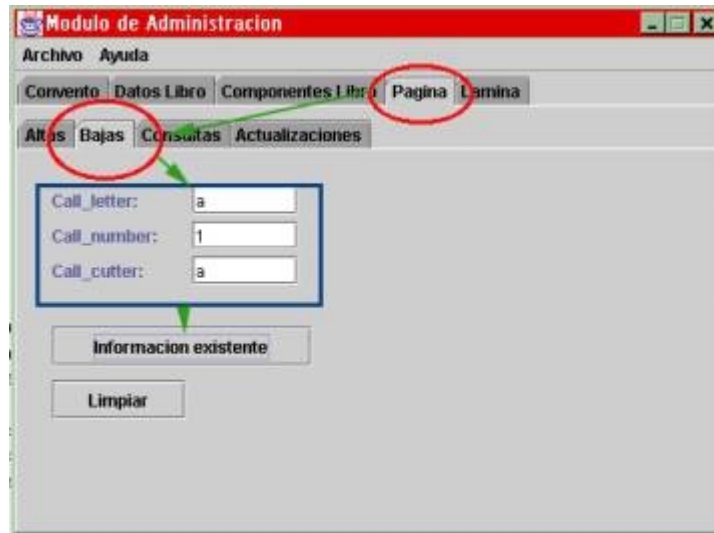 Modulo de Administracion
Archivo Ayuda
Convento Datos Libro Componentes Libro Pagina Lamina
Altas Bajas Consultas Actualizaciones
Call_letter: a
Call_number: 1
Call_cutter: a
Informacion existente
Limpiar